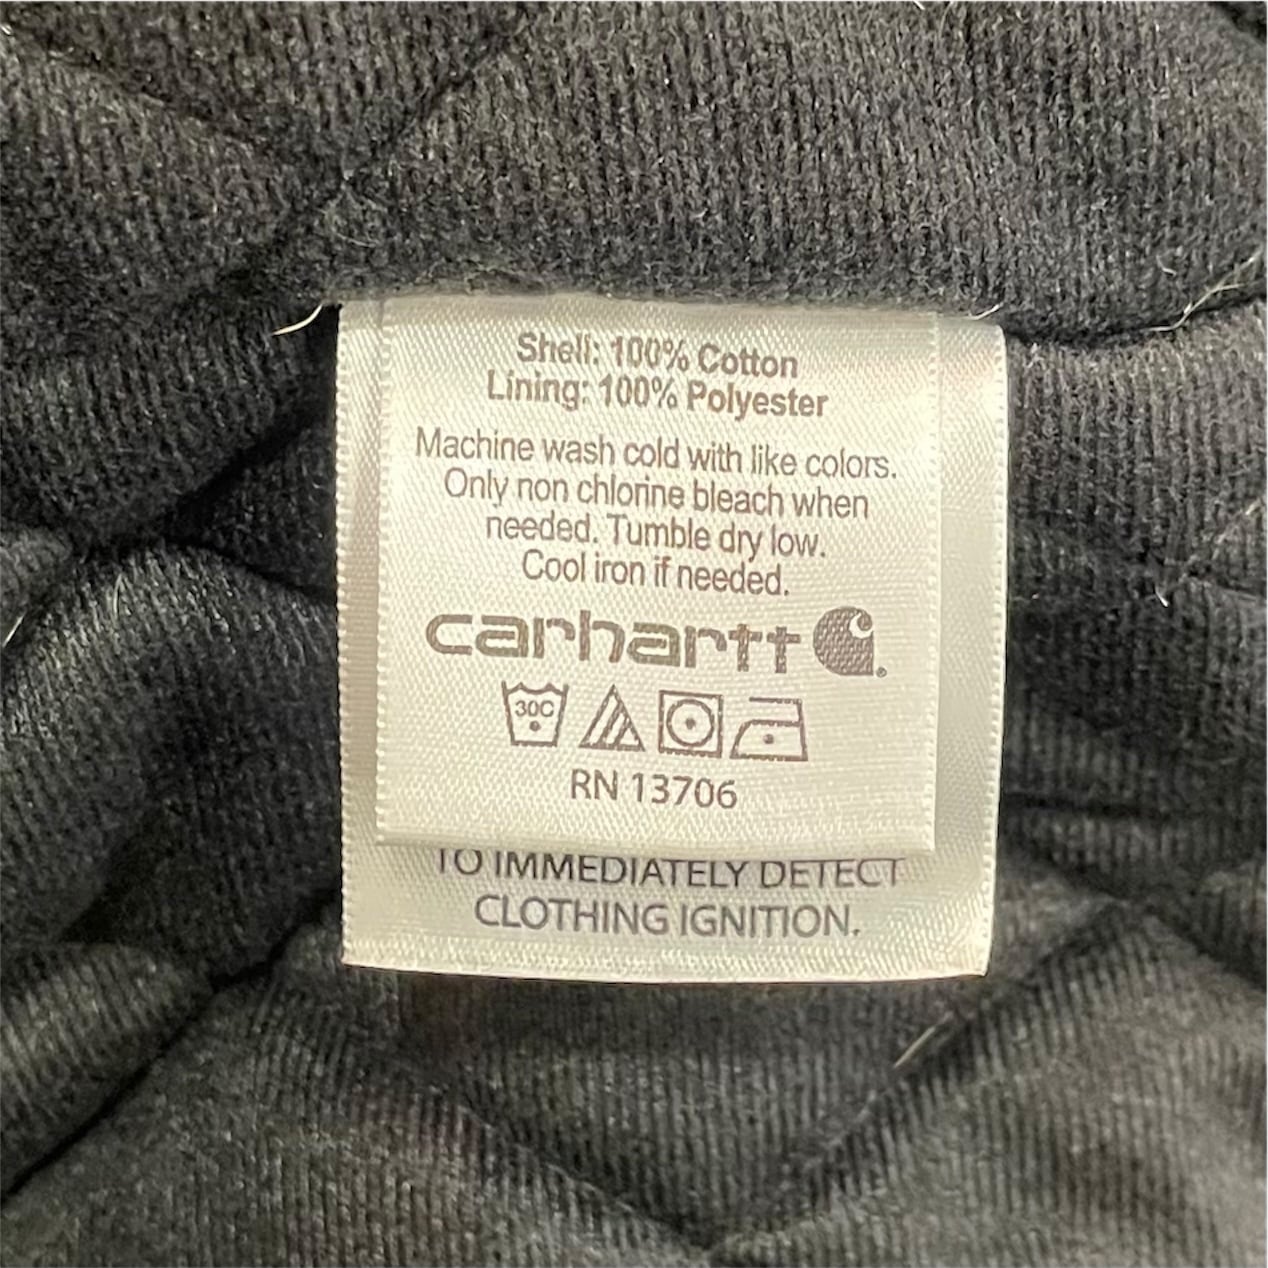 Shell: 100% Cotton
Lining: 100% Polyester
Machine wash cold with like colors.
Only non chlorine bleach when
needed. Tumble dry low.
Cool iron if needed.
carhartt
30C
RN 13706
TO IMMEDIATELY DETECT
CLOTHING IGNITION.